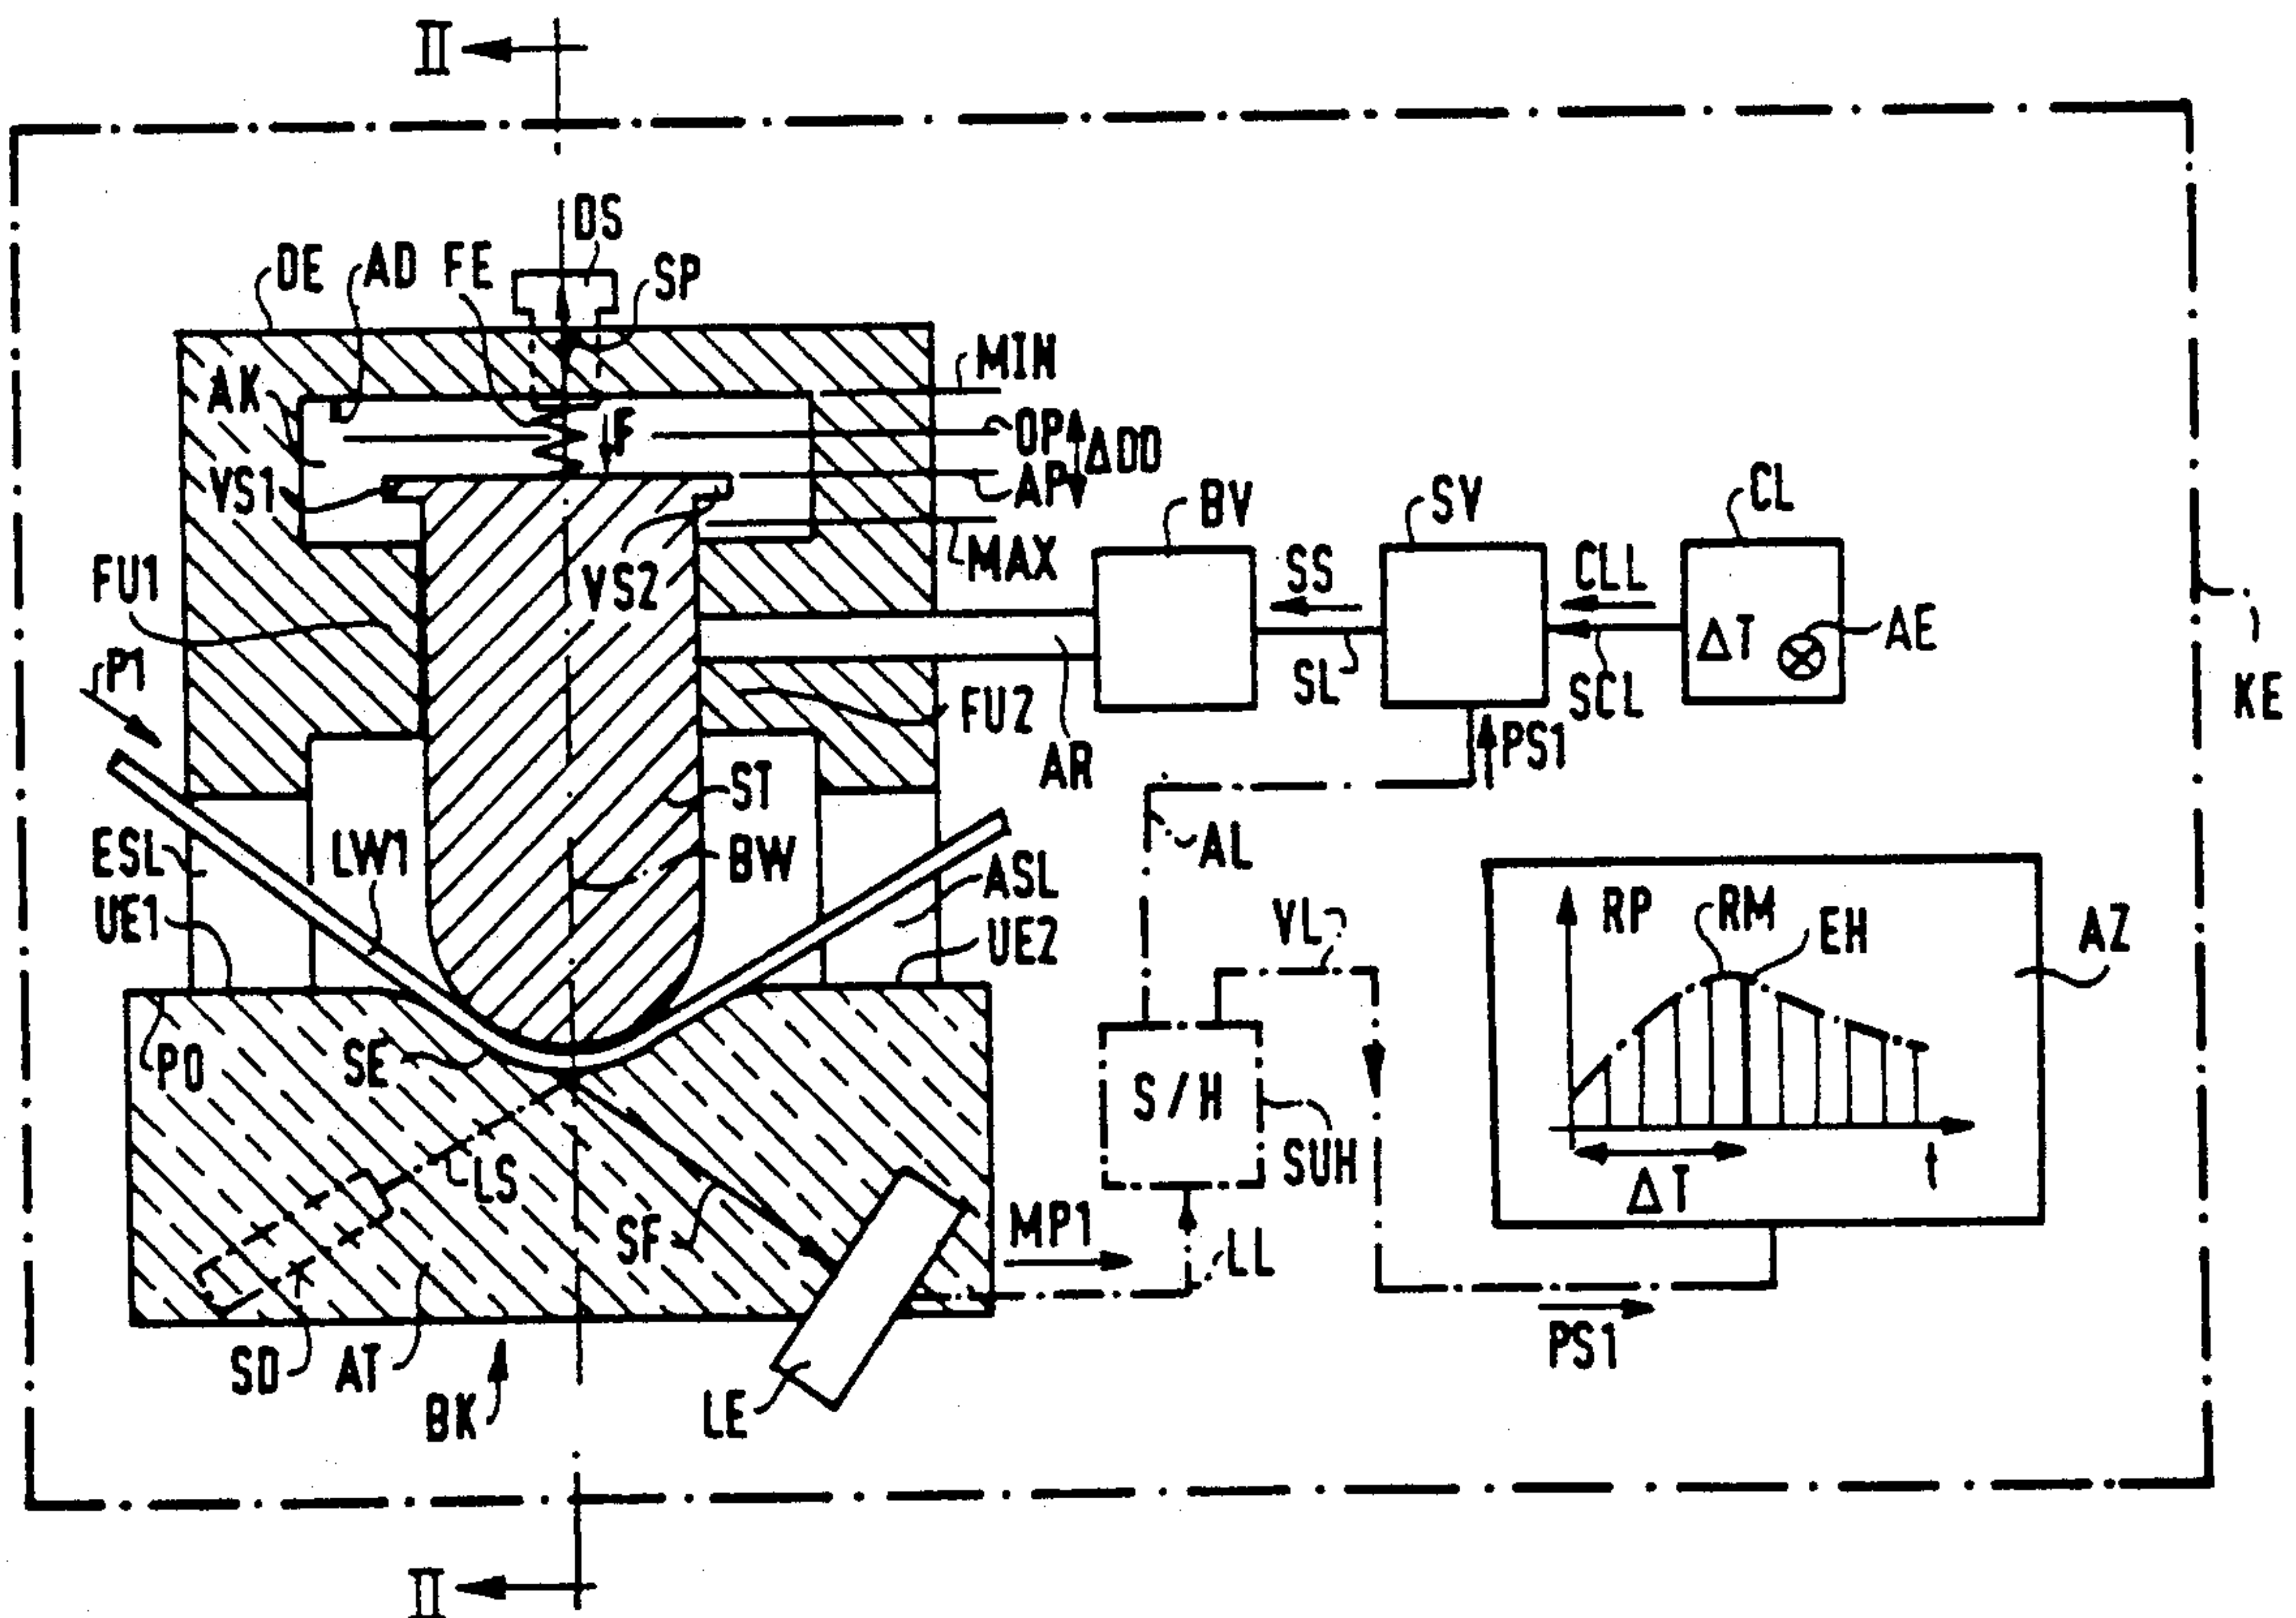 II
DS
DE AD FE SP
MIH
AK
F
OP ΔDD
AP
VS1
MAX
BV SV CL
SS CLL
ΔT AE
SL SCL
KE
FU1
VS2
P1
FU2
AR
PS1
ST
ESL LW1
BW
AL
ASL
UE1
UE2
VL
RP RM EH
AZ
PO SE
S/H
SUH
LS
SF
MP1
LL
ΔT t
PS1
SD AT
BK
LE
II